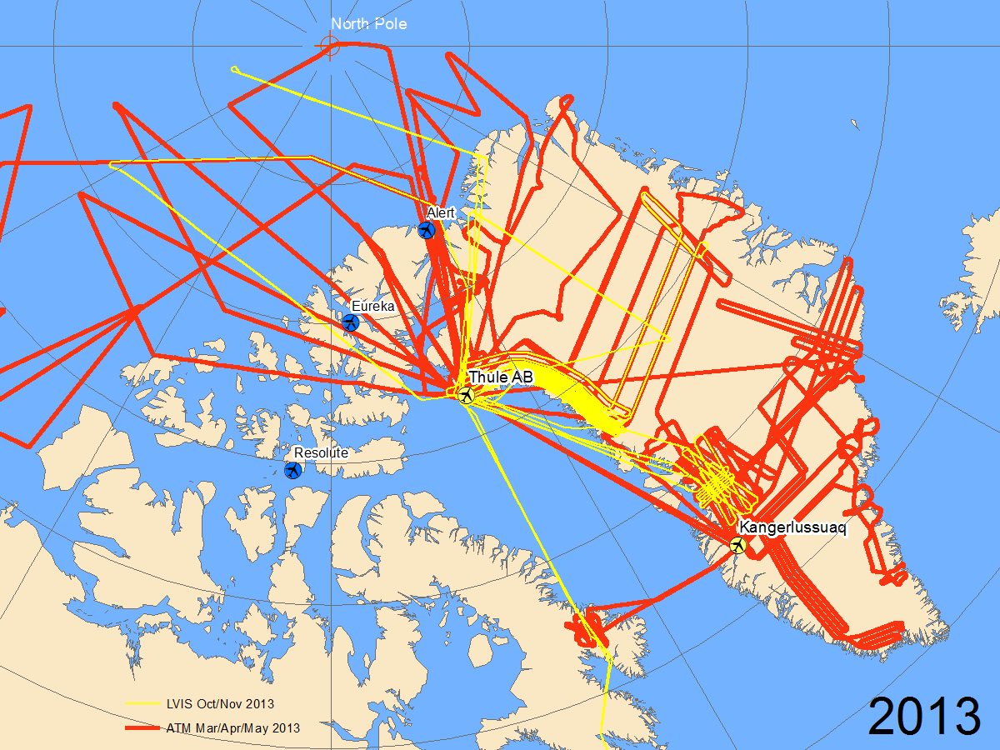 North Pole
Alert
Eureka
Thule AB
Resolute
Kangerlussuaq
LVIS Oct/Nov 2013
ATM Mar/Apr/May 2013
2013